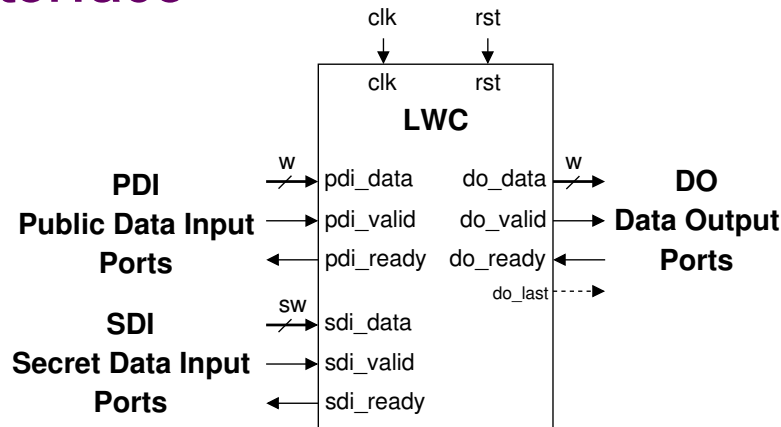 clk rst
clk rst
LWC
PDI
Public Data Input
Ports
w
pdi_data
pdi_valid
pdi_ready
SDI
Secret Data Input
Ports
sw
sdi_data
sdi_valid
sdi_ready
do_data
do_valid
do_ready
do_last
w
DO
Data Output
Ports